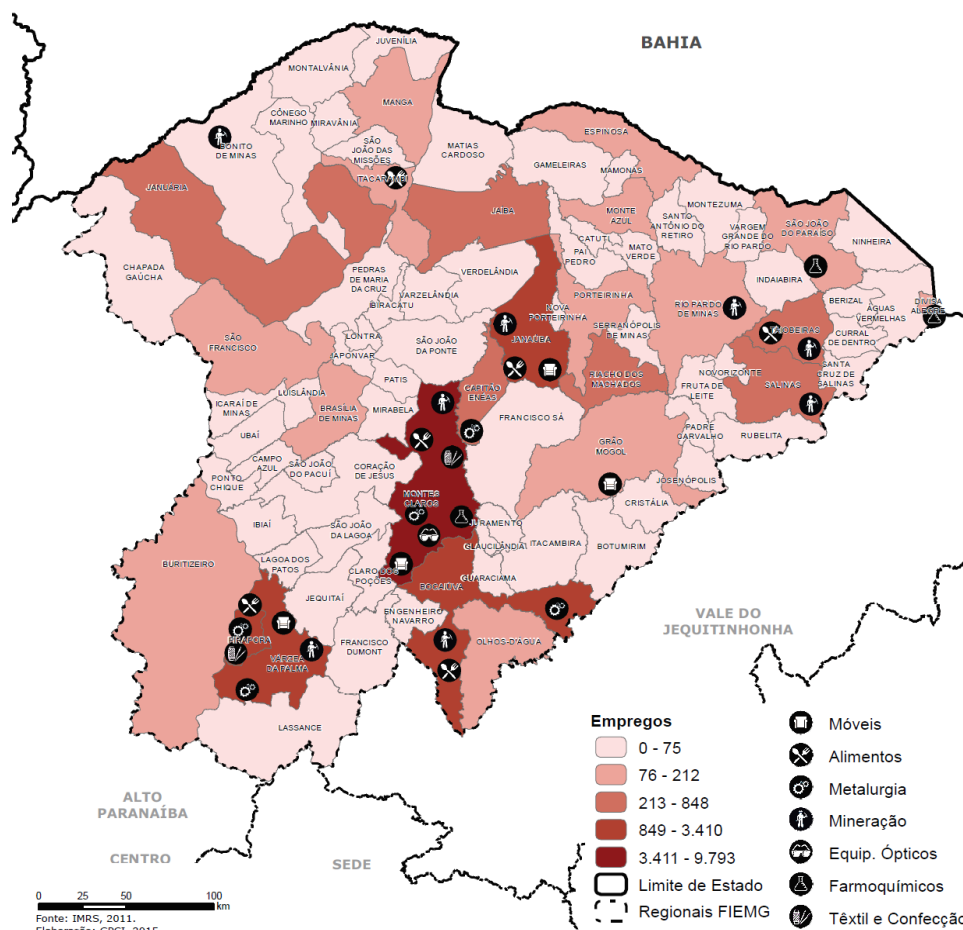 BAHIA
JUVENÍLIA
MONTALVÂNIA
MANGA
CÔNEGO
MARINHO
MIRAVÂNIA
BONITO
DE MINAS
SÃO
JOÃO DAS
MISSÕES
MATIAS
CARDOSO
ESPINOSA
GAMELEIRAS
MAMONAS
ITACARAMBI
JANUARIA
JAÍBA
MONTE
AZUL
SANTO
ANTÔNIO DO
RETIRO
MONTEZUMA
VARGEM
GRANDE DO
RIO PARDO
SÃO JOÃO
DO PARAÍSO
NINHEIRA
CATUTI
PAI
PEDRO
MATO
VERDE
CHAPADA
GAÚCHA
PEDRAS
DE MARIA
DA CRUZ
VERDELÂNDIA
VARZELÂNDIA
IBIRACATU
INDAIABIRA
PORTEIRINHA
NOVA
PORTEIRINHA
RIO PARDO
DE MINAS
BERIZAL
ÁGUAS
VERMELHAS
DIVISA
ALEGRE
SÃO
FRANCISCO
LONTRA
JAPONVAR
SÃO JOÃO
DA PONTE
JANAÚBA
SERRANÓPOLIS
DE MINAS
TAIOBEIRAS
CURRAL
DE DENTRO
SANTA
CRUZ DE
SALINAS
PATIS
CAPITÃO
ENÉAS
RIACHO DOS
MACHADOS
NOVORIZONTE
SALINAS
FRUTA DE
LEITE
ICARAÍ DE
MINAS
LUISLÂNDIA
BRASÍLIA
DE MINAS
MIRABELA
FRANCISCO SÁ
UBAÍ
GRÃO
MOGOL
PADRE
CARVALHO
RUBELITA
CAMPO
AZUL
SÃO JOÃO
DO PACUÍ
CORAÇÃO
DE JESUS
PONTO
CHIQUE
JOSENÓPOLIS
CRISTÁLIA
MONTES
CLAROS
IBIAÍ
SÃO JOÃO
DA LAGOA
JURAMENTO
GLAUCILÂNDIA
ITACAMBIRA
BOTUMIRIM
BURITIZEIRO
LAGOA DOS
PATOS
CLARO DOS
POÇÕES
BOCAIÚVA
GUARACIAMA
JEQUITAÍ
ENGENHEIRO
NAVARRO
VALE DO
JEQUITINHONHA
PIRAPORA
VÁRZEA
DA PALMA
FRANCISCO
DUMONT
OLHOS-D'AGUA
LASSANCE
ALTO
PARANAÍBA
CENTRO
SEDE
Empregos
0 - 75
76 - 212
213 - 848
849 - 3.410
3.411 - 9.793
Limite de Estado
Regionais FIEMG
Móveis
Alimentos
Metalurgia
Mineração
Equip. Ópticos
Farmoquímicos
Têxtil e Confecção
0 25 50 100
km
Fonte: IMRS, 2011.
Elaboração: GPCI, 2015.